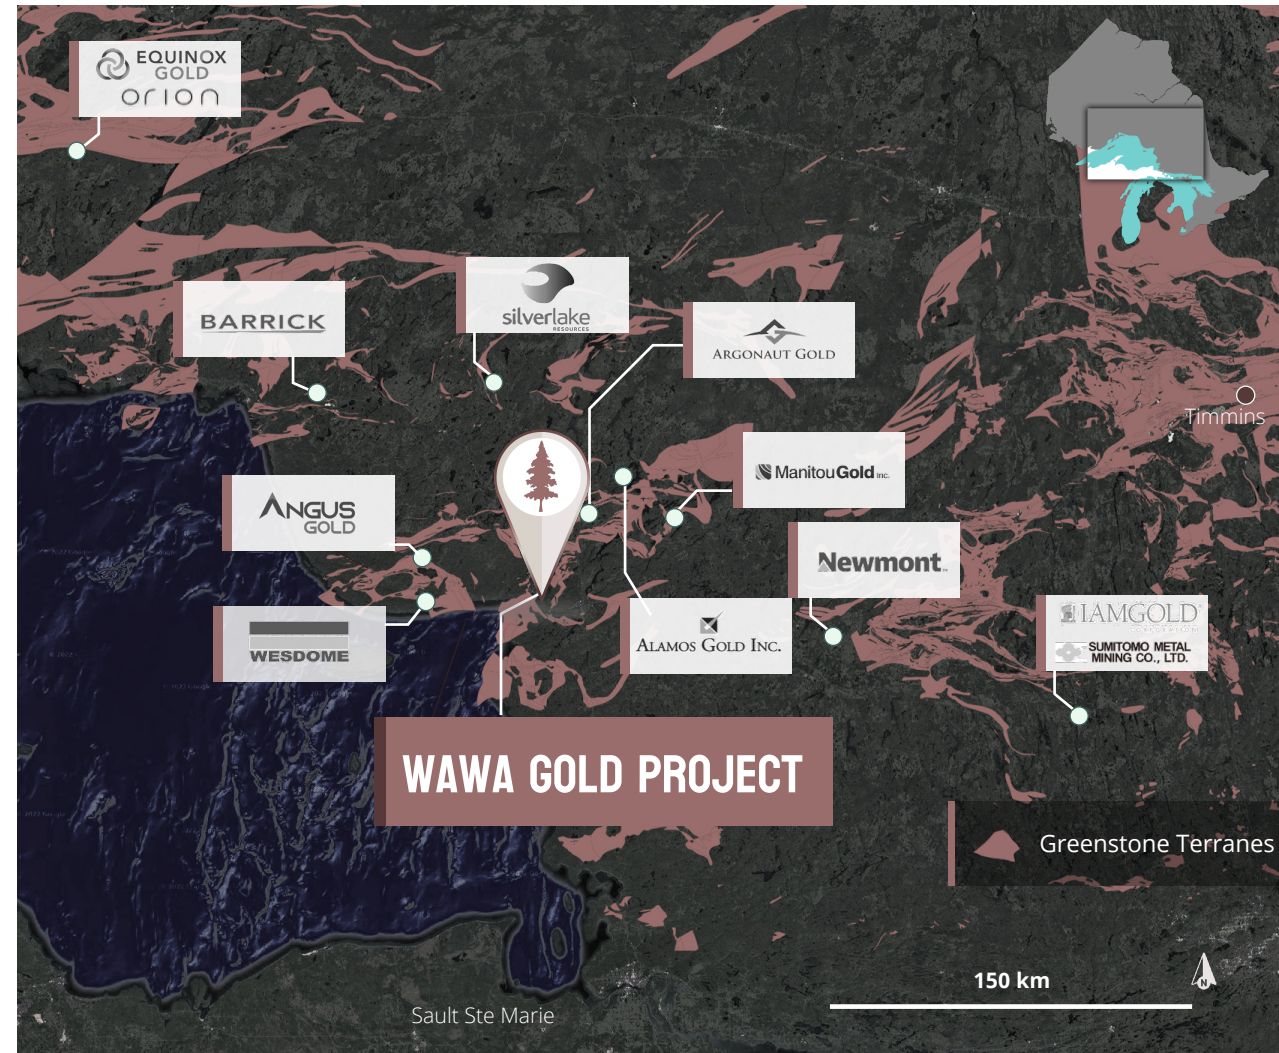 EQUINOX
GOLD
orion
BARRICK
silverlake
RESOURCES
ARGONAUT GOLD
Timmins
ManitouGold INC.
ANGUS
GOLD
Newmont
WESDOME
ALAMOS GOLD INC.
IAMGOLD
CORPORATION
SUMITOMO METAL
MINING CO., LTD.
WAWA GOLD PROJECT
Greenstone Terranes
150 km
N
Sault Ste Marie